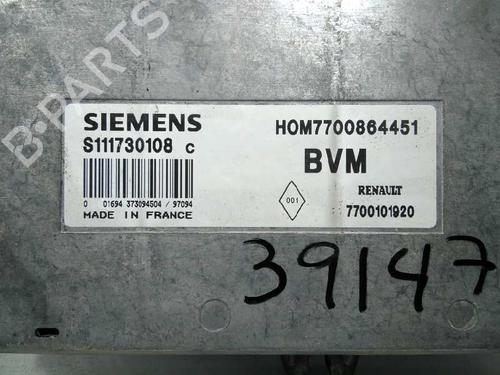 B-PARTS
SIEMENS
S111730108 C
0 01694 373094504 / 97094
MADE IN FRANCE
HOM7700864451
BVM
001
RENAULT
7700101920
39147